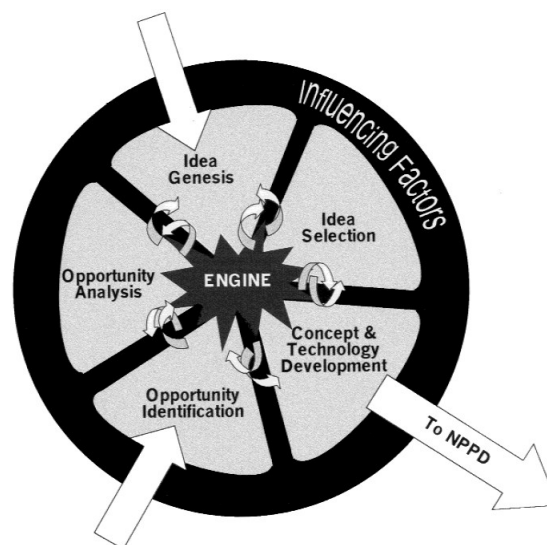 Influencing Factors
Idea
Genesis
Idea
Selection
ENGINE
Opportunity
Analysis
Concept &
Technology
Development
Opportunity
Identification
To NPPD